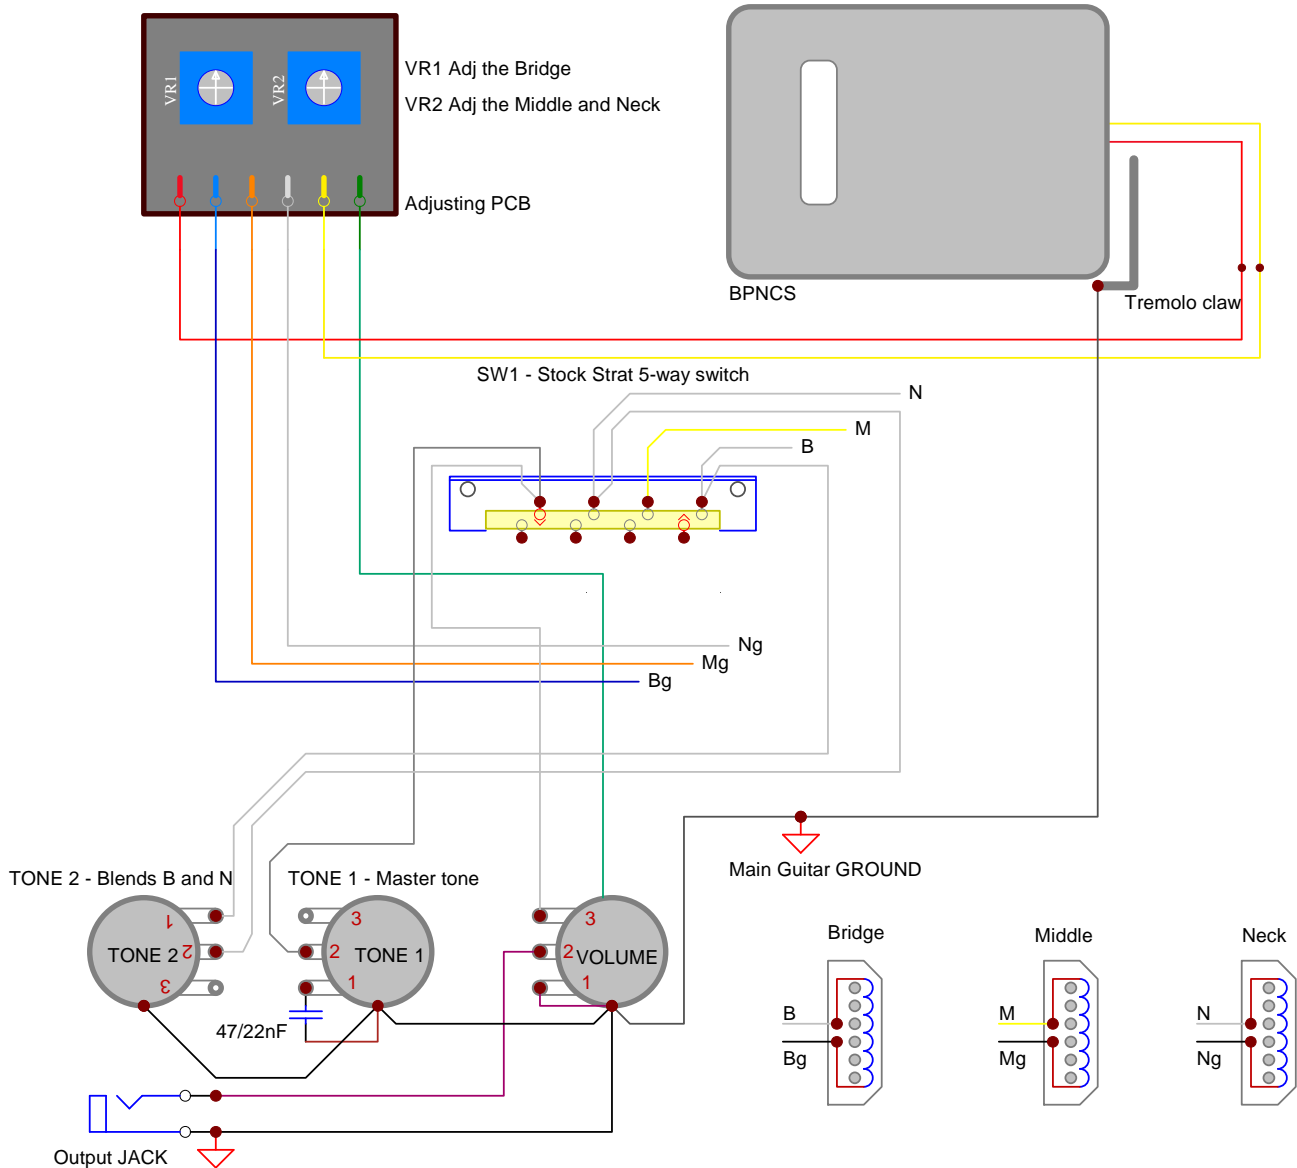 VR1
VR2
VR1 Adj the Bridge
VR2 Adj the Middle and Neck
Adjusting PCB
BPNCS
Tremolo claw
SW1 - Stock Strat 5-way switch
N
M
B
Ng
Mg
Bg
Main Guitar GROUND
TONE 2 - Blends B and N
TONE 1 - Master tone
1
TONE 2
2
3
3
2
TONE 1
1
3
2
VOLUME
1
47/22nF
Output JACK
Bridge
B
Bg
Middle
M
Mg
Neck
N
Ng